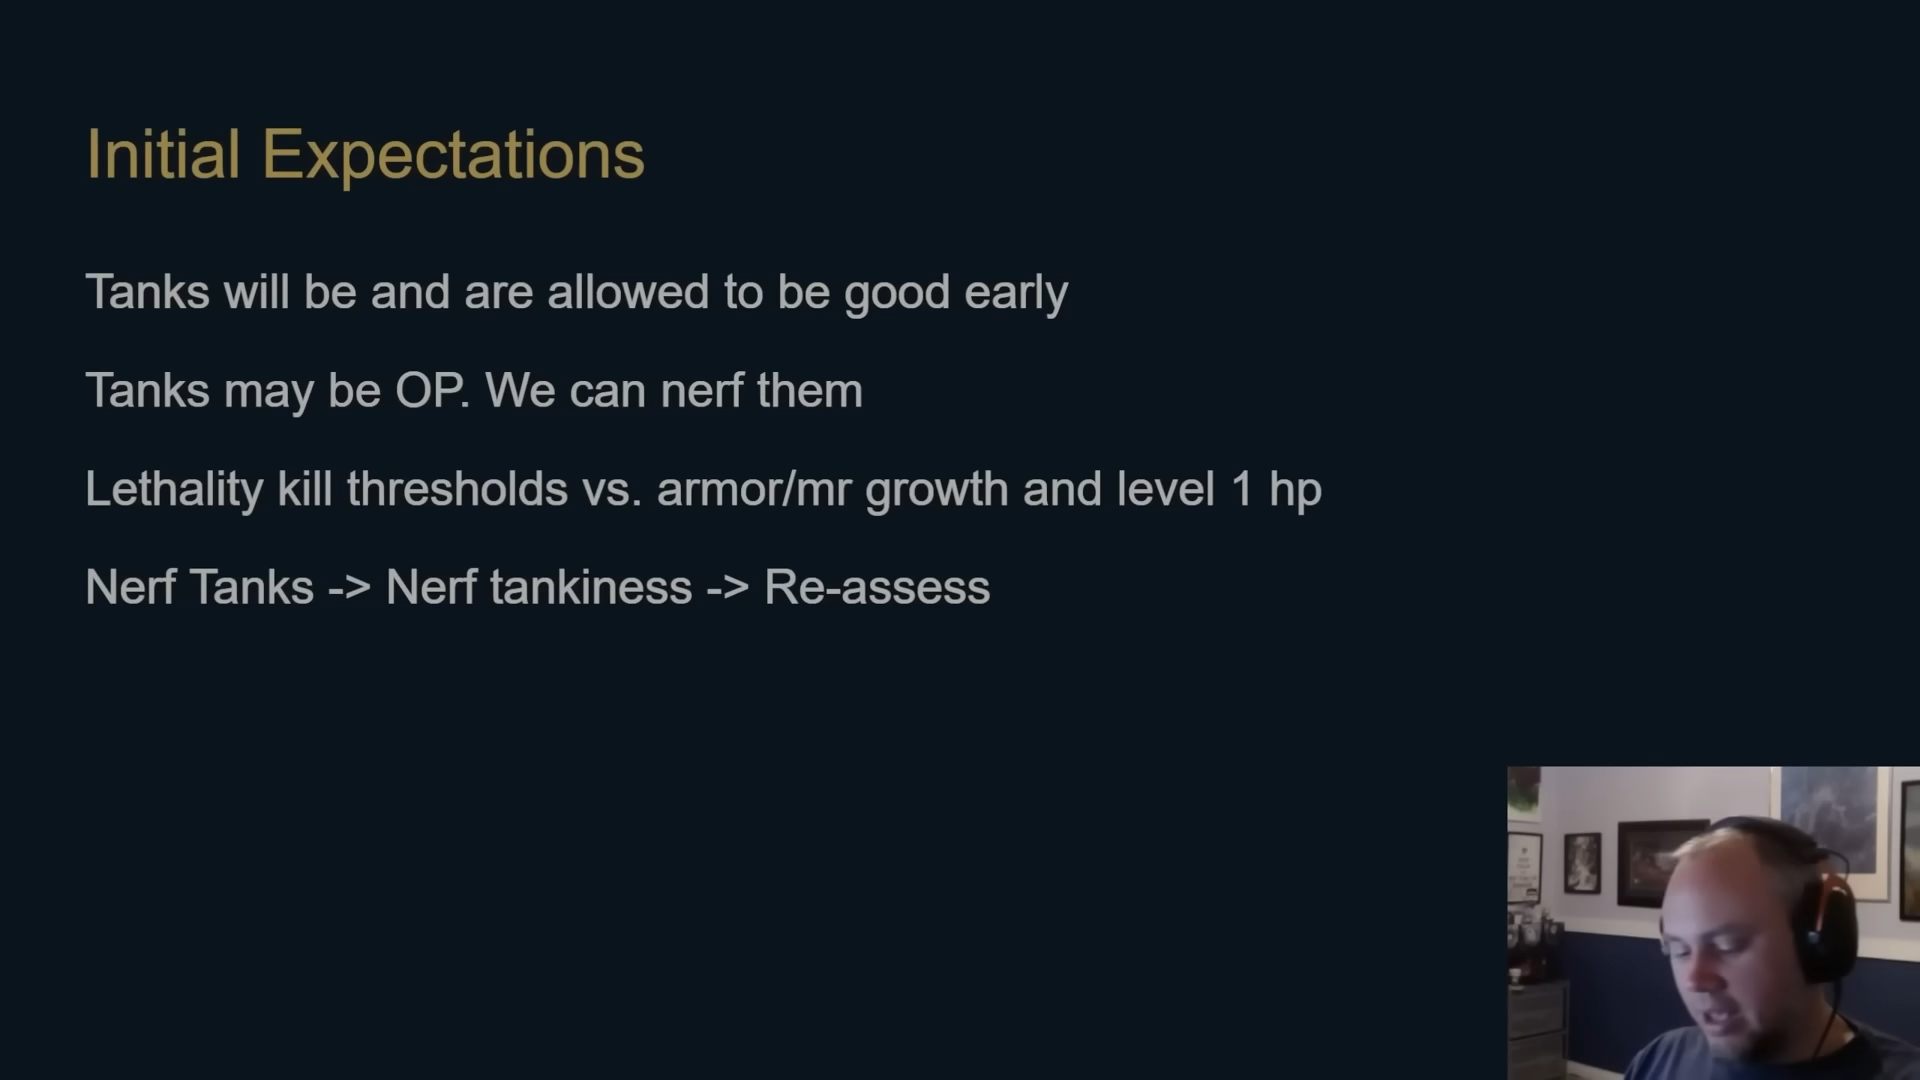 Initial Expectations
Tanks will be and are allowed to be good early
Tanks may be OP. We can nerf them
Lethality kill thresholds vs. armor/mr growth and level 1 hp
Nerf Tanks -> Nerf tankiness -> Re-assess